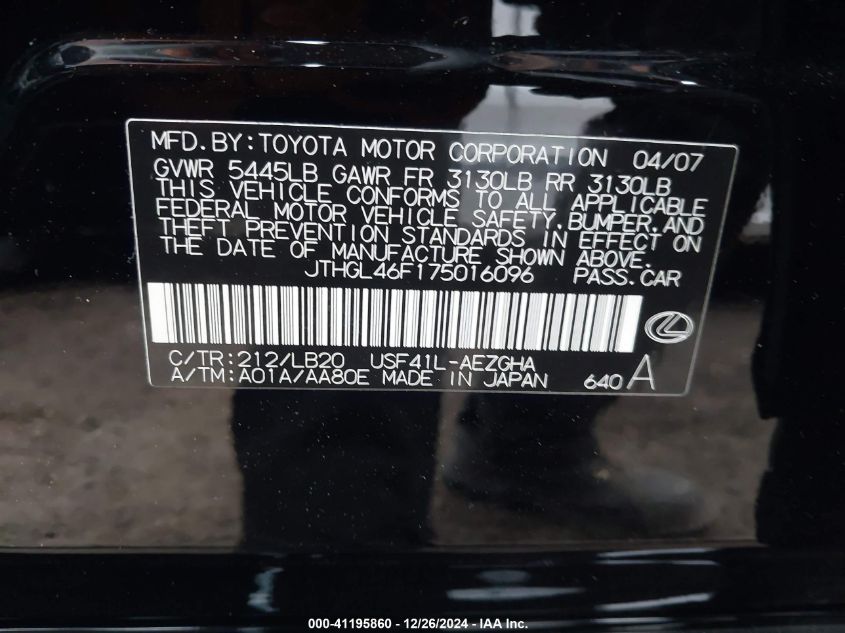 MFD.BY:TOYOTA MOTOR CORPORATION 04/07
GVWR 5445LB GAWR FR 3130LB RR 3130LB
THIS VEHICLE CONFORMS TO ALL APPLICABLE
FEDERAL MOTOR VEHICLE SAFETY,BUMPER,AND
THEFT PREVENTION STANDARDS IN EFFECT ON
THE DATE OF MANUFACTURE SHOWN ABOVE.
JTHGL46F175016096 PASS.CAR
C/TR:212/LB20 USF41L-AEZGHA
A/TM:A01A/AA80E MADE IN JAPAN 640 A
000-41195860 - 12/26/2024 - IAA Inc.